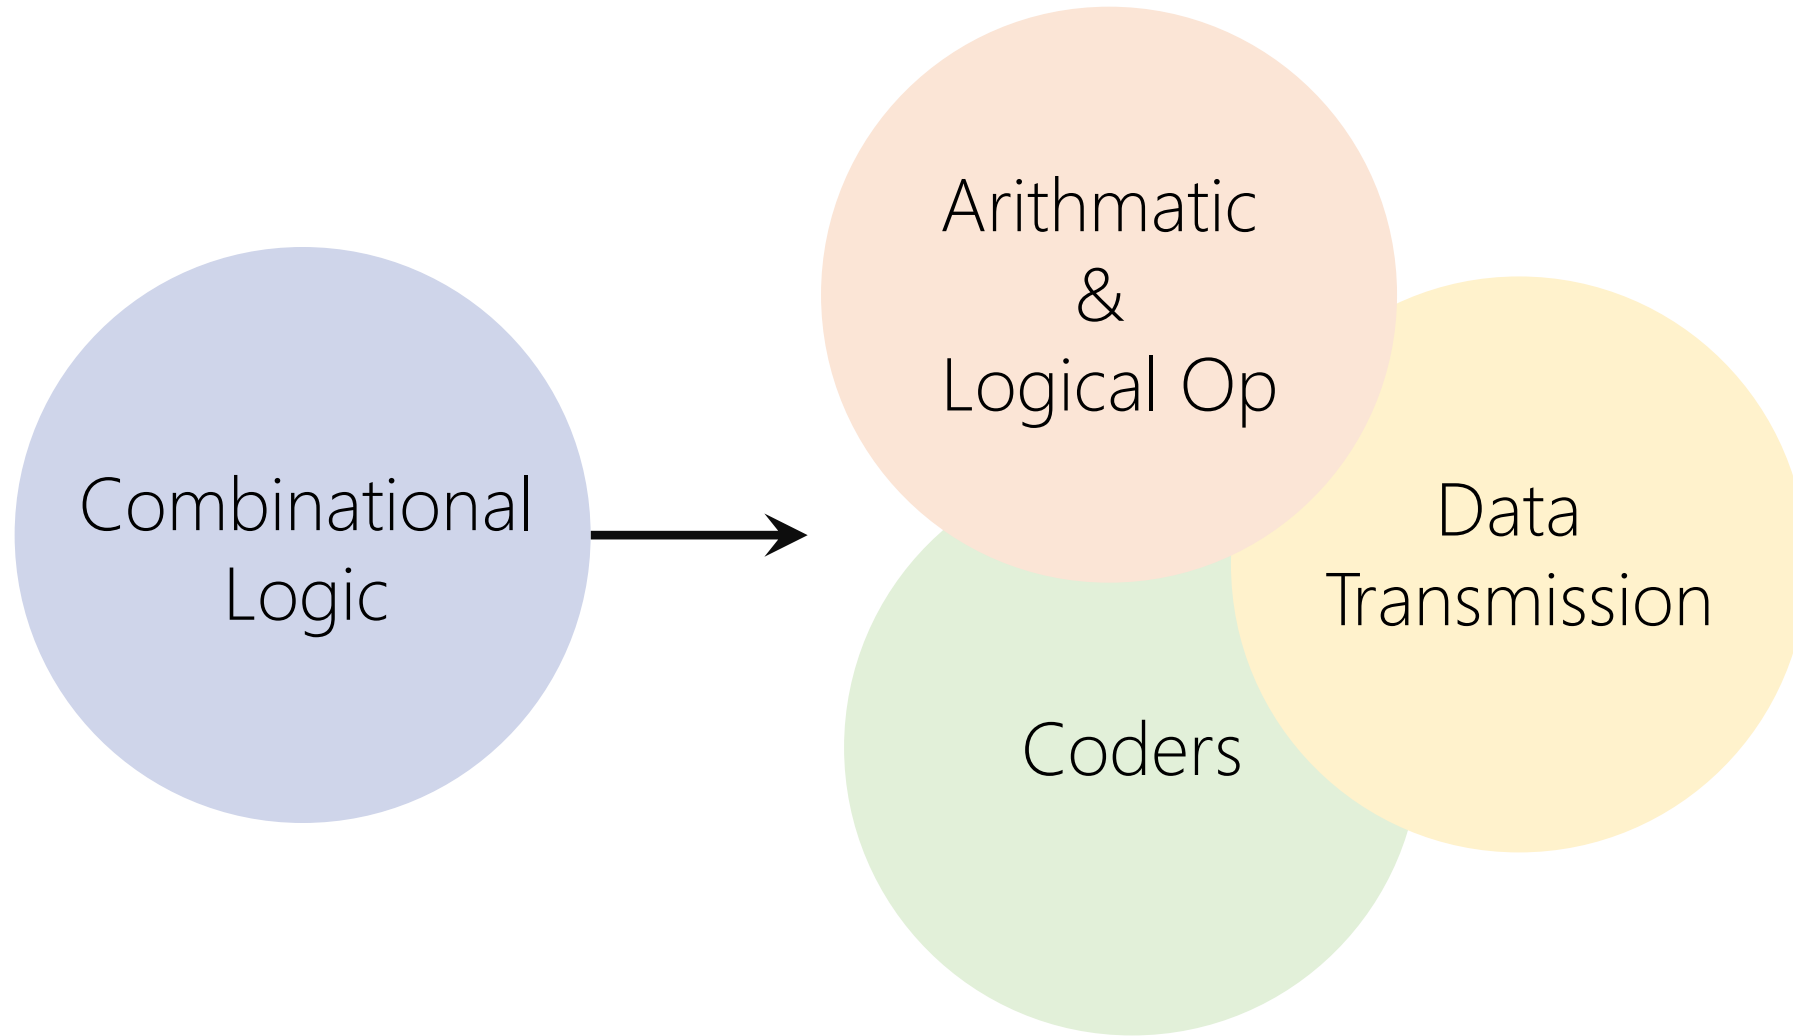 Combinational
Logic
Arithmatic
&
Logical Op
Data
Transmission
Coders